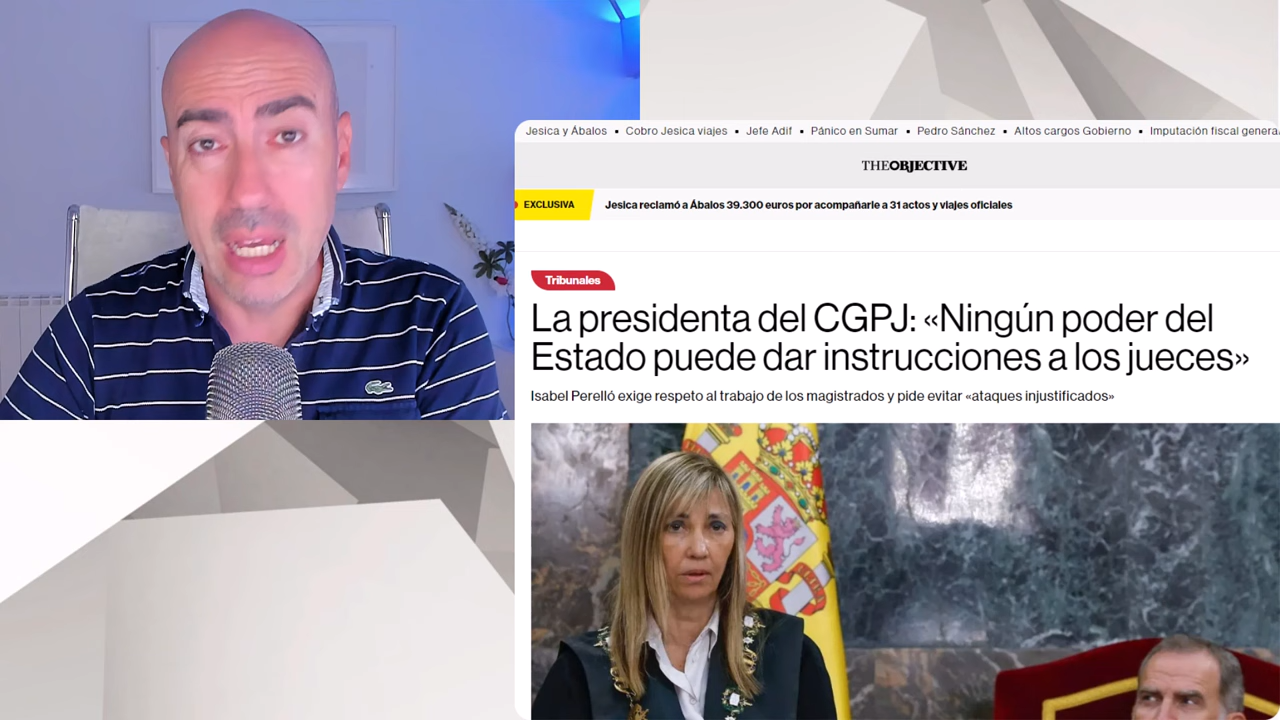 Jesica y Ábalos • Cobro Jesica viajes • Jefe Adif • Pánico en Sumar • Pedro Sánchez • Altos cargos Gobierno • Imputación fiscal genera
THE OBJECTIVE
EXCLUSIVA Jesica reclamó a Ábalos 39.300 euros por acompañarle a 31 actos y viajes oficiales
Tribunales
La presidenta del CGPJ: «Ningún poder del
Estado puede dar instrucciones a los jueces»
Isabel Perelló exige respeto al trabajo de los magistrados y pide evitar «ataques injustificados»